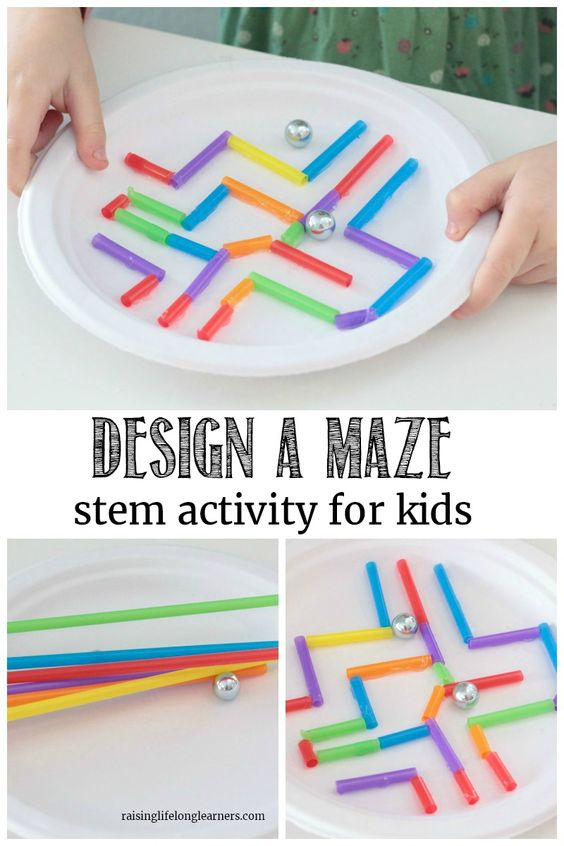 DESIGN A MAZE
stem activity for kids
raisinglifelonglearners.com